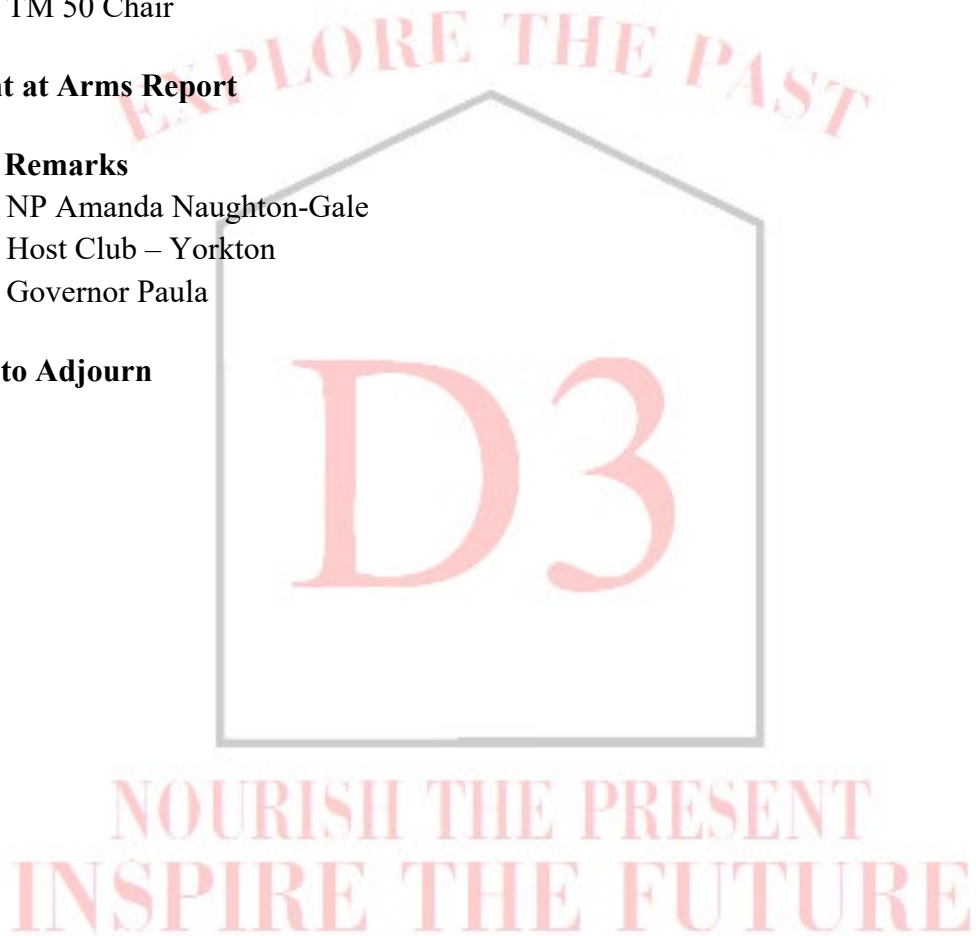 TM 50 Chair
EXPLORE THE PAST
t at Arms Report
Remarks
NP Amanda Naughton-Gale
Host Club – Yorkton
Governor Paula
to Adjourn
D3
NOURISH THE PRESENT
INSPIRE THE FUTURE